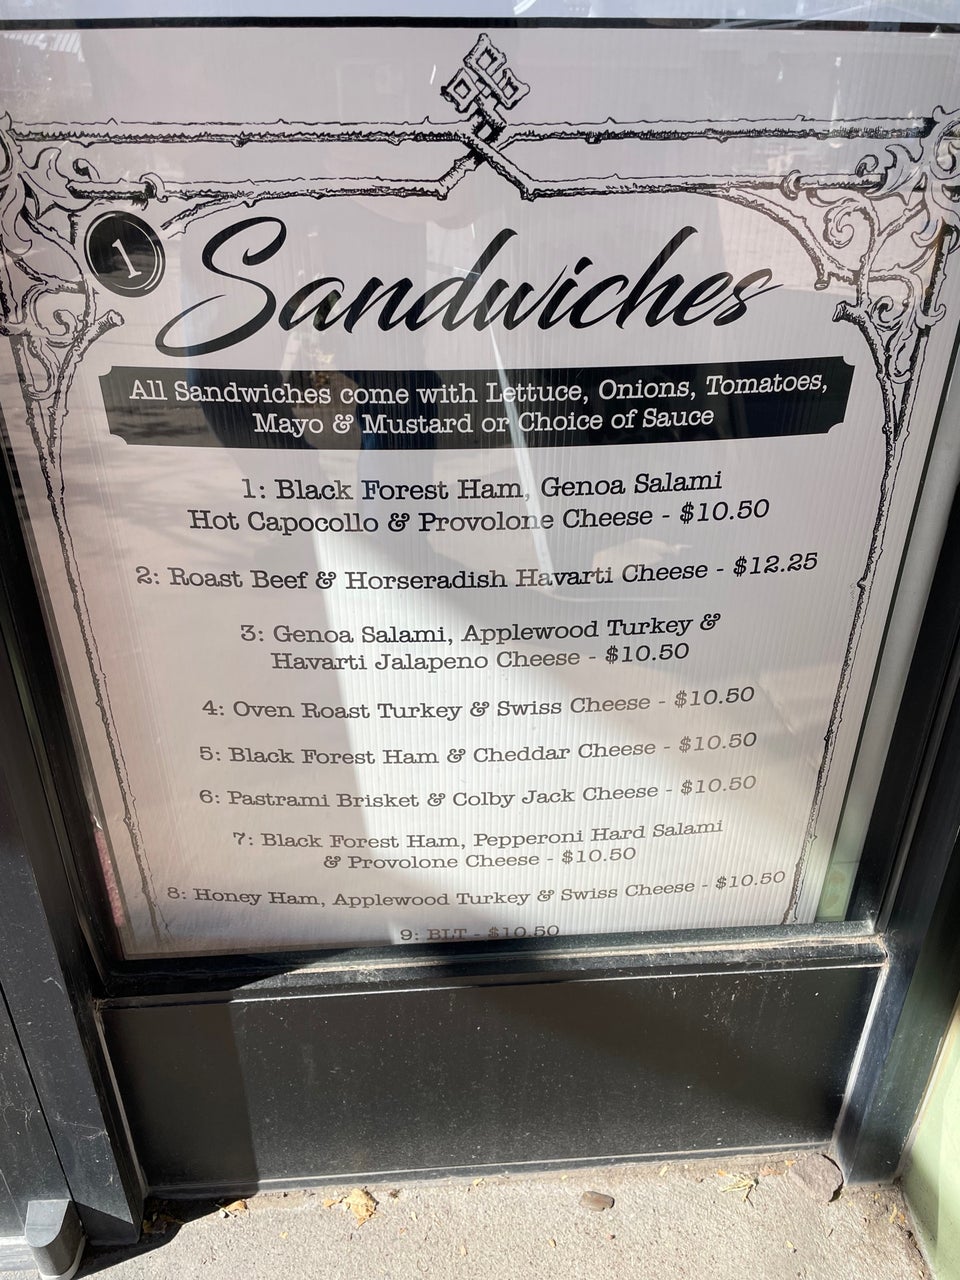 1
Sandwiches
All Sandwiches come with Lettuce, Onions, Tomatoes,
Mayo & Mustard or Choice of Sauce
1: Black Forest Ham, Genoa Salami
Hot Capocollo & Provolone Cheese - $10.50
2: Roast Beef & Horseradish Havarti Cheese - $12.25
3: Genoa Salami, Applewood Turkey &
Havarti Jalapeno Cheese - $10.50
4: Oven Roast Turkey & Swiss Cheese - $10.50
5: Black Forest Ham & Cheddar Cheese - $10.50
6: Pastrami Brisket & Colby Jack Cheese - $10.50
7: Black Forest Ham, Pepperoni Hard Salami
& Provolone Cheese - $10.50
8: Honey Ham, Applewood Turkey & Swiss Cheese - $10.50
9: BLT - $10.50